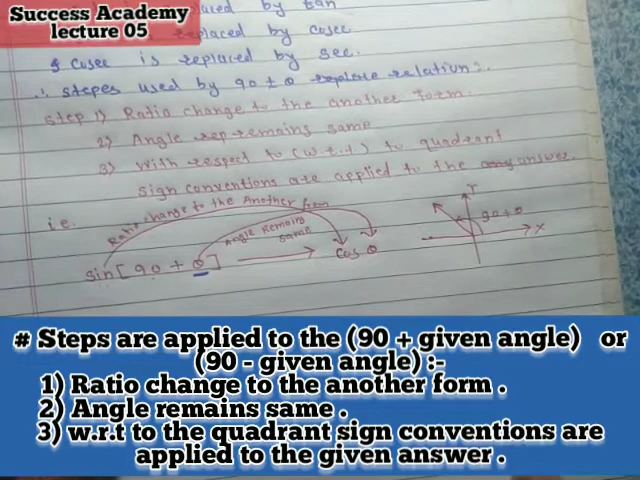 Success Academy
lecture 05
replaced by tan
replaced by cosec
& cosec is replaced by sec.
∴ stepes used by 90 ± θ relation :-
step 1) Ratio change to the another form.
2) Angle remains same
3) With respect to (w.r.t) to quadrant
sign conventions are applied to the answer.
i.e.
Ratio change to the Another form
Angle Remains
same
sin[90 + θ] → cos θ
Y
90+θ
X
# Steps are applied to the (90 + given angle) or
(90 - given angle) :-
1) Ratio change to the another form .
2) Angle remains same .
3) w.r.t to the quadrant sign conventions are
applied to the given answer .